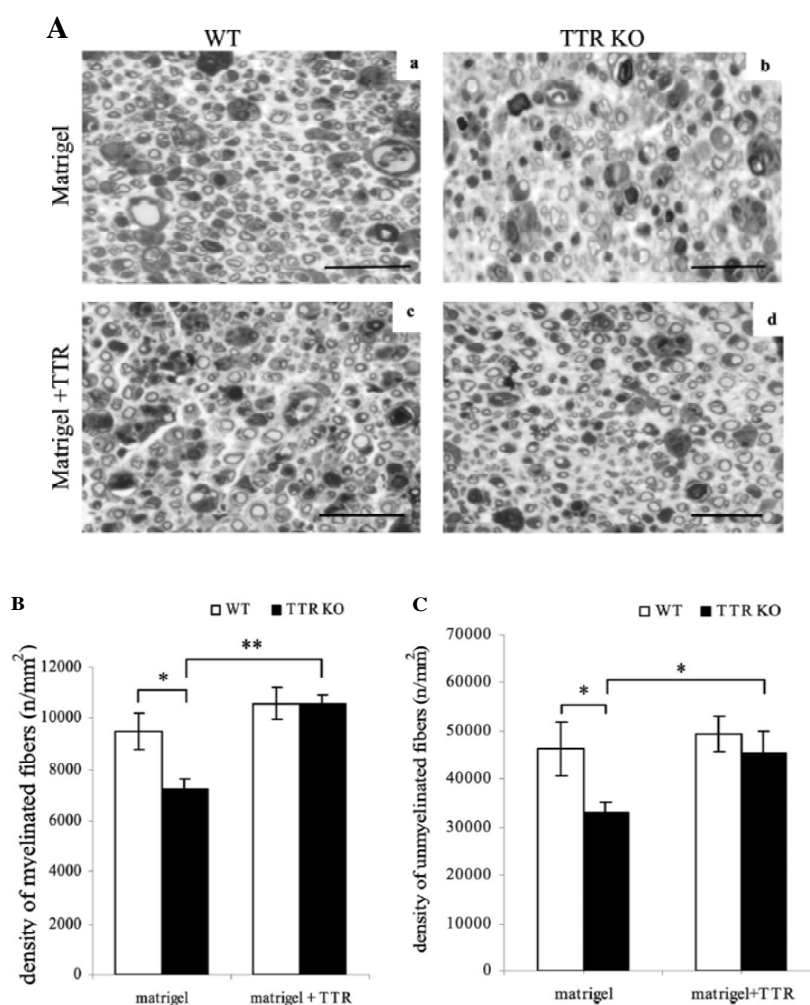 A
WT
TTR KO
Matrigel
a
b
Matrigel +TTR
c
d
B
WT TTR KO
density of myelinated fibers (n/mm²)
12000
10000
8000
6000
4000
2000
0
*
**
matrigel
matrigel + TTR
C
WT TTR KO
density of unmyelinated fibers (n/mm²)
70000
60000
50000
40000
30000
20000
10000
0
*
*
matrigel
matrigel+TTR